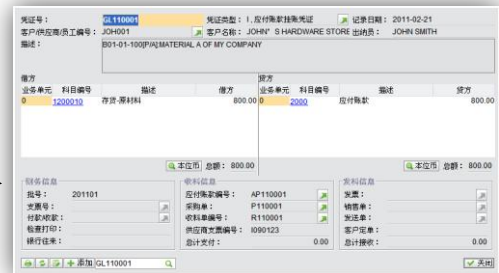 凭证号： GL110001 凭证类型： I, 应付账款挂账凭证 记录日期： 2011-02-21
客户/供应商/员工编号： JOH001 客户名称： JOHN'S HARDWARE STORE 出纳员： JOHN SMITH
描述： B01-01-100[P/A]:MATERIAL A OF MY COMPANY
借方 贷方
业务单元 科目编号 描述 借方 业务单元 科目编号 描述 贷方
0 1200010 存货-原材料 800.00 0 2000 应付账款 800.00
本位币 总额： 800.00 本位币 总额： 800.00
财务信息 收料信息 发料信息
批号： 201101 应付账款编号： AP110001 发票：
支票号： 采购单： P110001 销售单：
付款/收款： 收料单编号： R110001 发送单：
检查打印： 供应商支票编号： I090123 客户定单：
银行往来： 总计支付： 0.00 总计接收： 0.00
添加 GL110001 关闭